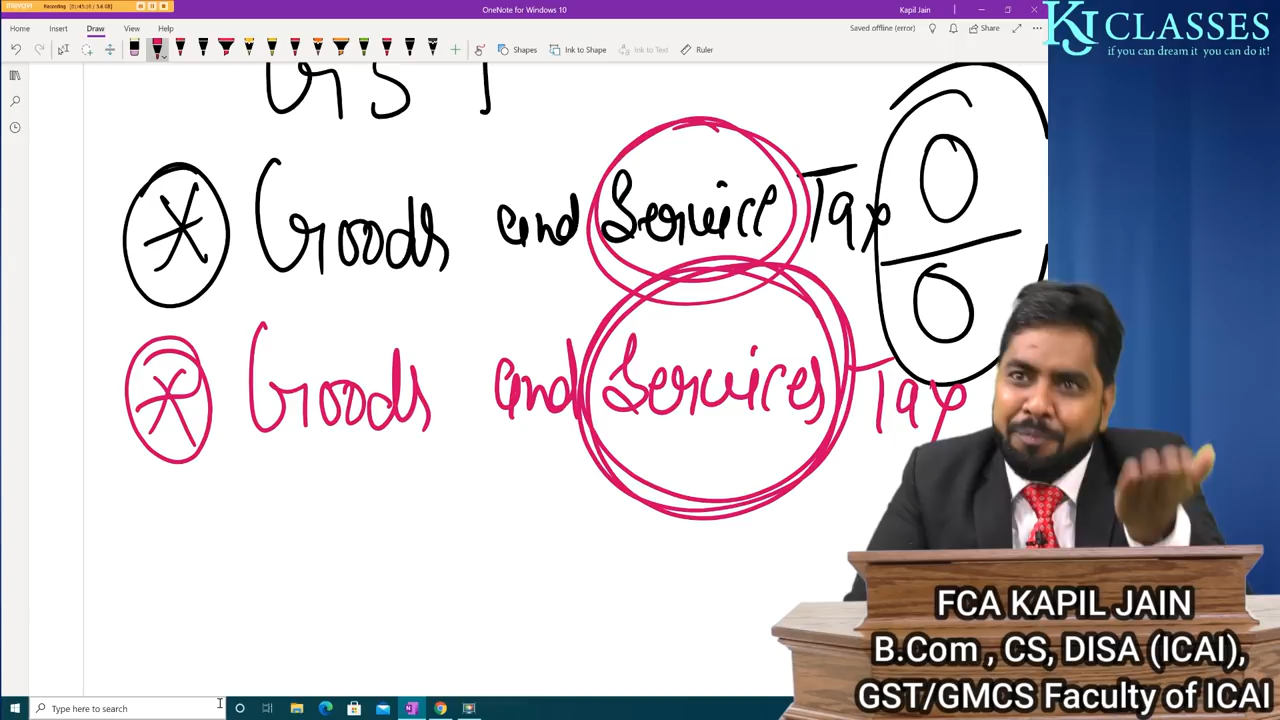 Recording
OneNote for Windows 10
Kapil Jain
Home Insert Draw View Help
Saved offline (error) Share
Shapes Ink to Shape Ink to Text Ruler
KJ CLASSES
if you can dream it you can do it!
GST
* Goods and Service Tax
0
0
* Goods and Services Tax
FCA KAPIL JAIN
B.Com , CS, DISA (ICAI),
GST/GMCS Faculty of ICAI
Type here to search